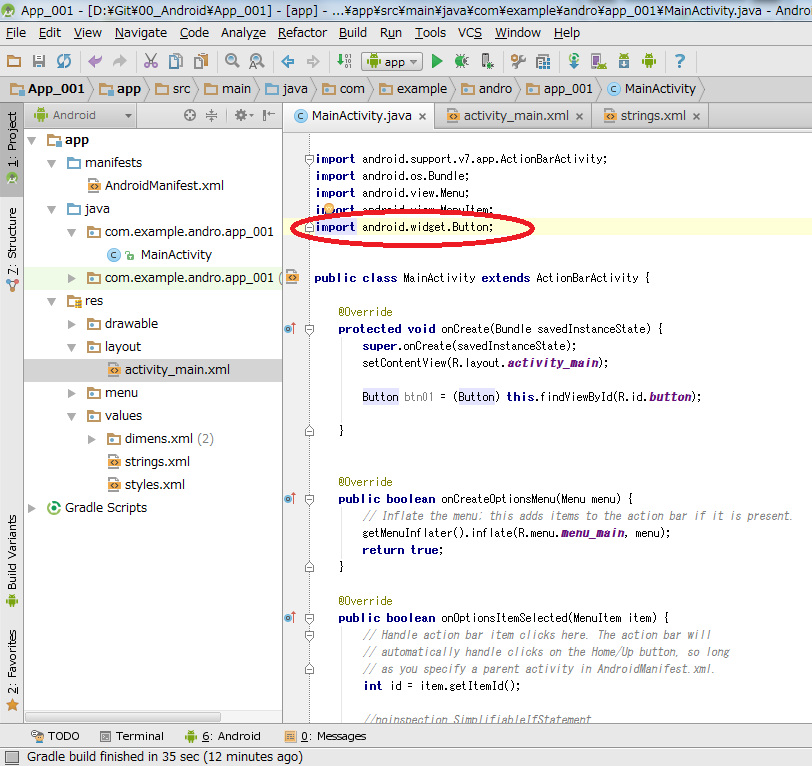 App_001 - [D:¥Git¥00_Android¥App_001] - [app] - ...¥app¥src¥main¥java¥com¥example¥andro¥app_001¥MainActivity.java - Andro
File Edit View Navigate Code Analyze Refactor Build Run Tools VCS Window Help
app
App_001 app src main java com example andro app_001 MainActivity
1: Project
7: Structure
Build Variants
2: Favorites
Android
app
manifests
AndroidManifest.xml
java
com.example.andro.app_001
MainActivity
com.example.andro.app_001 (
res
drawable
layout
activity_main.xml
menu
values
dimens.xml (2)
strings.xml
styles.xml
Gradle Scripts
MainActivity.java activity_main.xml strings.xml
import android.support.v7.app.ActionBarActivity;
import android.os.Bundle;
import android.view.Menu;
import android.view.MenuItem;
import android.widget.Button;
public class MainActivity extends ActionBarActivity {
@Override
protected void onCreate(Bundle savedInstanceState) {
super.onCreate(savedInstanceState);
setContentView(R.layout.activity_main);
Button btn01 = (Button) this.findViewById(R.id.button);
}
@Override
public boolean onCreateOptionsMenu(Menu menu) {
// Inflate the menu; this adds items to the action bar if it is present.
getMenuInflater().inflate(R.menu.menu_main, menu);
return true;
}
@Override
public boolean onOptionsItemSelected(MenuItem item) {
// Handle action bar item clicks here. The action bar will
// automatically handle clicks on the Home/Up button, so long
// as you specify a parent activity in AndroidManifest.xml.
int id = item.getItemId();
//noinspection SimplifiableIfStatement
TODO Terminal 6: Android 0: Messages
Gradle build finished in 35 sec (12 minutes ago)